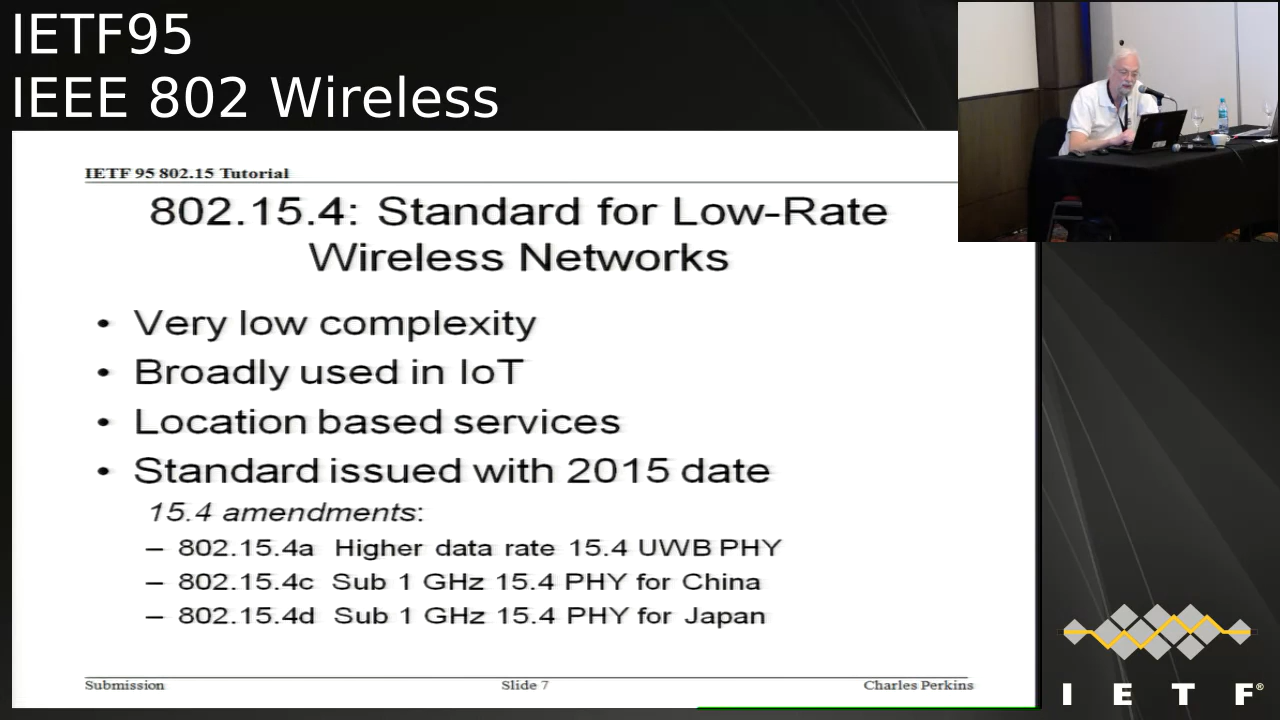 IETF95
IEEE 802 Wireless
IETF 95 802.15 Tutorial
802.15.4: Standard for Low-Rate
Wireless Networks
• Very low complexity
• Broadly used in IoT
• Location based services
• Standard issued with 2015 date
15.4 amendments:
– 802.15.4a Higher data rate 15.4 UWB PHY
– 802.15.4c Sub 1 GHz 15.4 PHY for China
– 802.15.4d Sub 1 GHz 15.4 PHY for Japan
Submission Slide 7 Charles Perkins
I E T F®